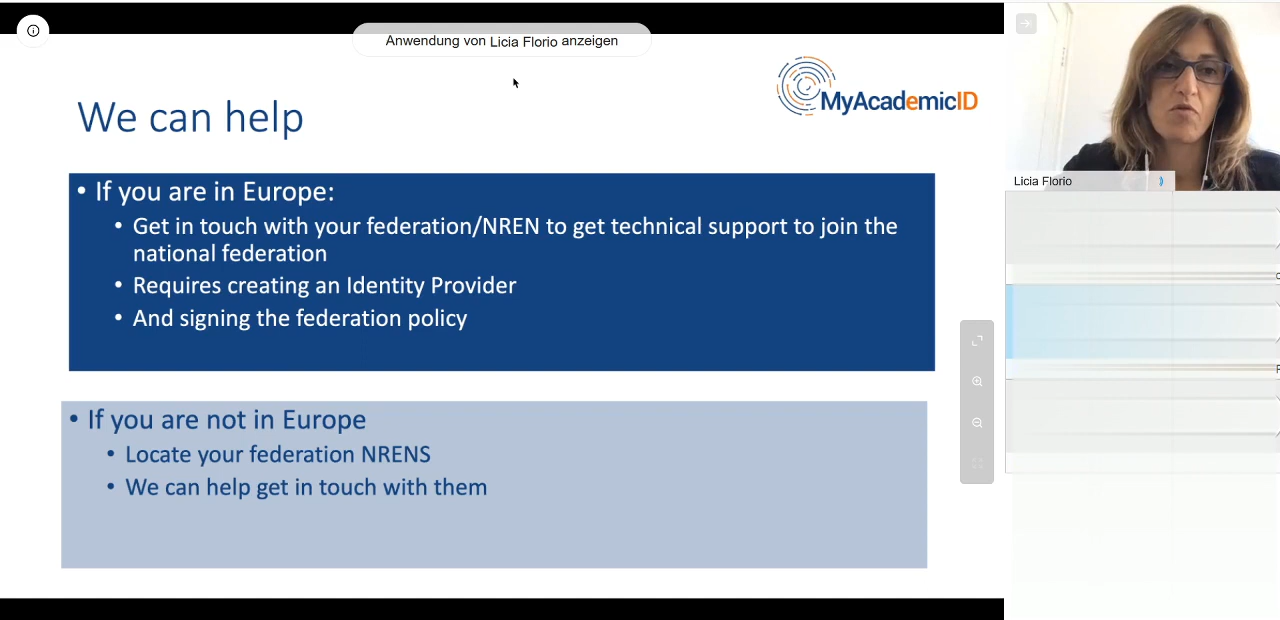 Anwendung von Licia Florio anzeigen
MyAcademicID
We can help
• If you are in Europe:
• Get in touch with your federation/NREN to get technical support to join the
national federation
• Requires creating an Identity Provider
• And signing the federation policy
• If you are not in Europe
• Locate your federation NRENS
• We can help get in touch with them
Licia Florio